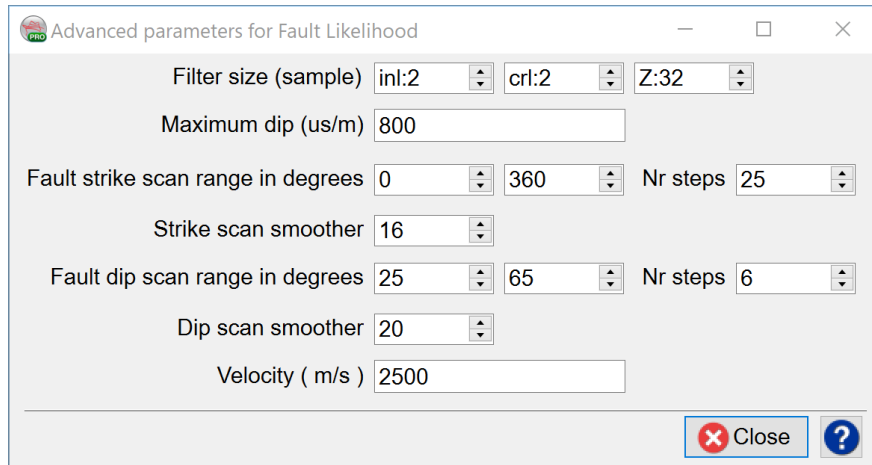 PRO Advanced parameters for Fault Likelihood
Filter size (sample) inl:2 crl:2 Z:32
Maximum dip (us/m) 800
Fault strike scan range in degrees 0 360 Nr steps 25
Strike scan smoother 16
Fault dip scan range in degrees 25 65 Nr steps 6
Dip scan smoother 20
Velocity ( m/s ) 2500
Close ?